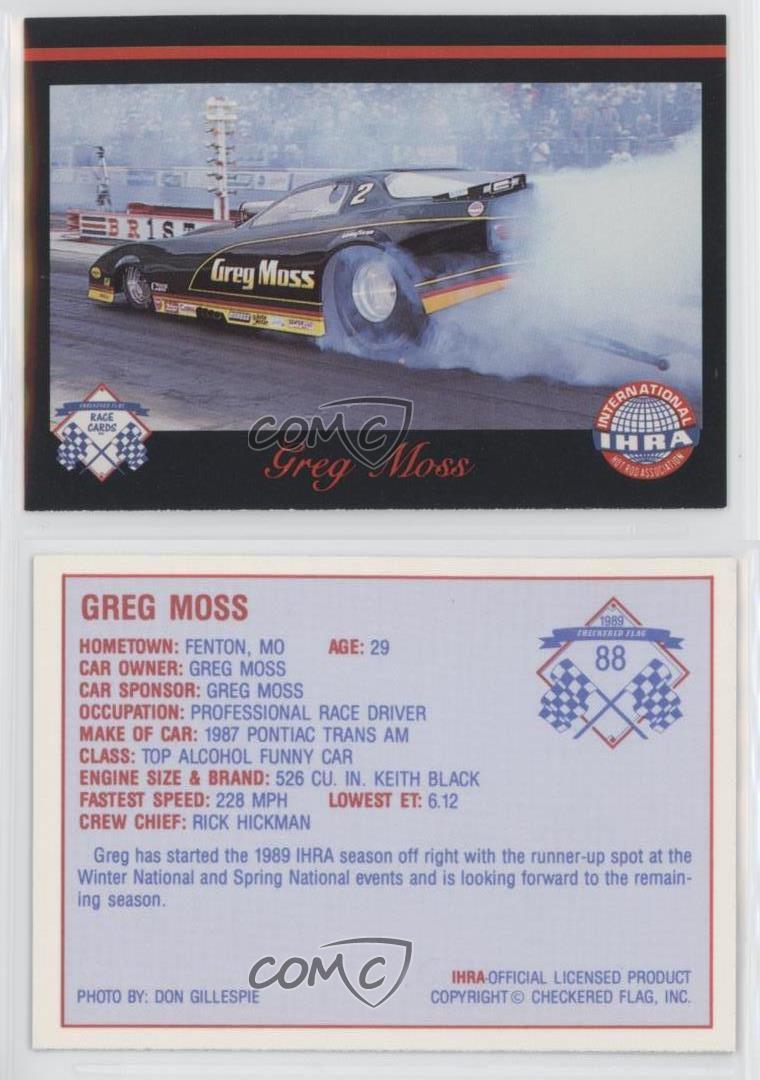 2
BR1ST
Greg Moss
CHECKERED FLAG
RACE
CARDS
INTERNATIONAL
IHRA
HOT ROD ASSOCIATION
COMC
Greg Moss
GREG MOSS
HOMETOWN: FENTON, MO AGE: 29
CAR OWNER: GREG MOSS
CAR SPONSOR: GREG MOSS
OCCUPATION: PROFESSIONAL RACE DRIVER
MAKE OF CAR: 1987 PONTIAC TRANS AM
CLASS: TOP ALCOHOL FUNNY CAR
ENGINE SIZE & BRAND: 526 CU. IN. KEITH BLACK
FASTEST SPEED: 228 MPH LOWEST ET: 6.12
CREW CHIEF: RICK HICKMAN
1989
CHECKERED FLAG
88
Greg has started the 1989 IHRA season off right with the runner-up spot at the
Winter National and Spring National events and is looking forward to the remain-
ing season.
COMC
PHOTO BY: DON GILLESPIE
IHRA-OFFICIAL LICENSED PRODUCT
COPYRIGHT© CHECKERED FLAG, INC.